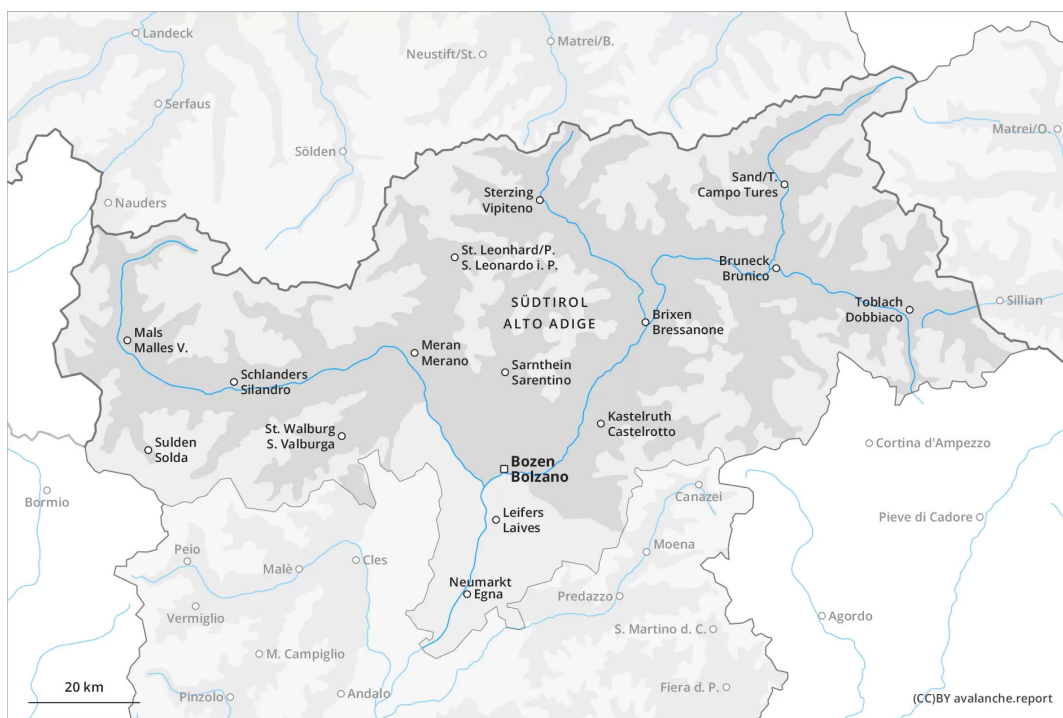 Landeck
Neustift/St.
Matrei/B.
Serfaus
Sölden
Matrei/O.
Nauders
Sterzing
Vipiteno
Sand/T.
Campo Tures
St. Leonhard/P.
S. Leonardo i. P.
Bruneck
Brunico
SÜDTIROL
ALTO ADIGE
Toblach
Dobbiaco
Sillian
Brixen
Bressanone
Mals
Malles V.
Meran
Merano
Sarnthein
Sarentino
Schlanders
Silandro
Kastelruth
Castelrotto
St. Walburg
S. Valburga
Sulden
Solda
Cortina d'Ampezzo
Bozen
Bolzano
Bormio
Canazei
Leifers
Laives
Pieve di Cadore
Peio
Malè
Cles
Moena
Neumarkt
Egna
Predazzo
Vermiglio
Agordo
S. Martino d. C.
M. Campiglio
20 km
Pinzolo
Andalo
Fiera d. P.
(CC)BY avalanche.report